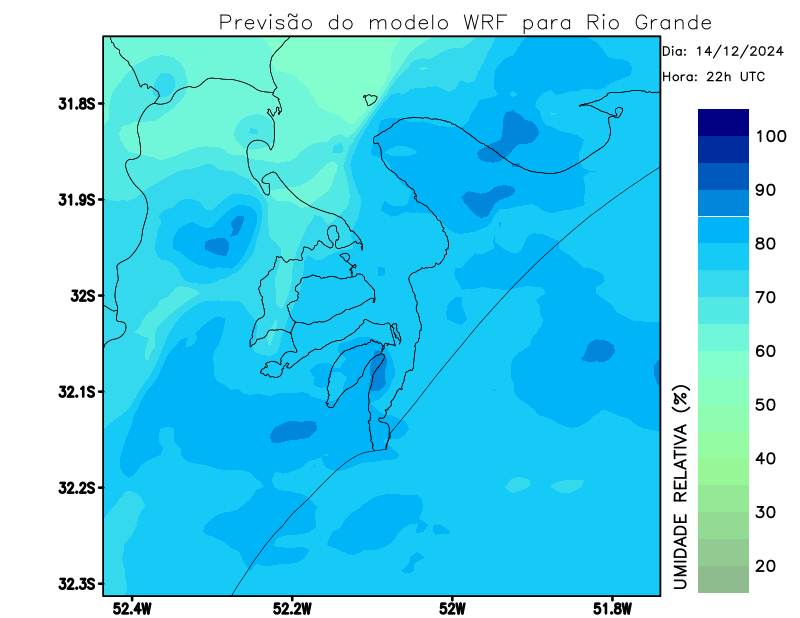 Previsão do modelo WRF para Rio Grande
Dia: 14/12/2024
Hora: 22h UTC
31.8S
31.9S
32S
32.1S
32.2S
32.3S
52.4W
52.2W
52W
51.8W
100
90
80
70
60
50
40
30
20
UMIDADE RELATIVA (%)